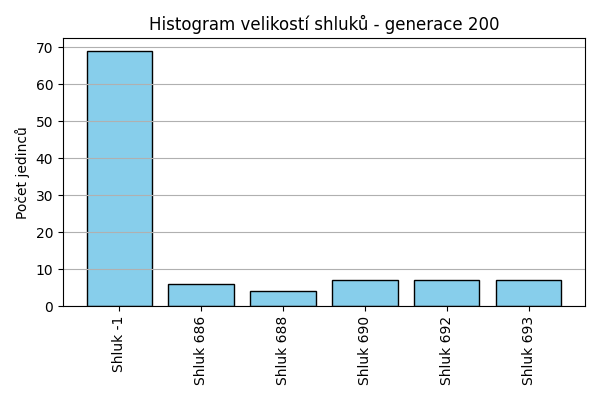 Histogram velikostí shluků - generace 200
Počet jedinců
70
60
50
40
30
20
10
0
Shluk -1
Shluk 686
Shluk 688
Shluk 690
Shluk 692
Shluk 693